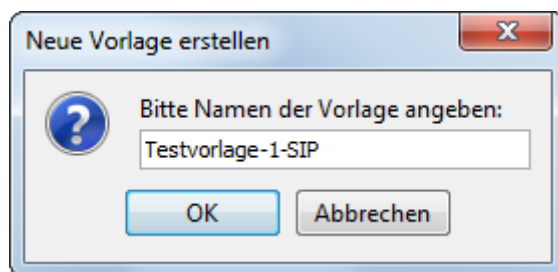 Neue Vorlage erstellen
Bitte Namen der Vorlage angeben:
Testvorlage-1-SIP
OK
Abbrechen